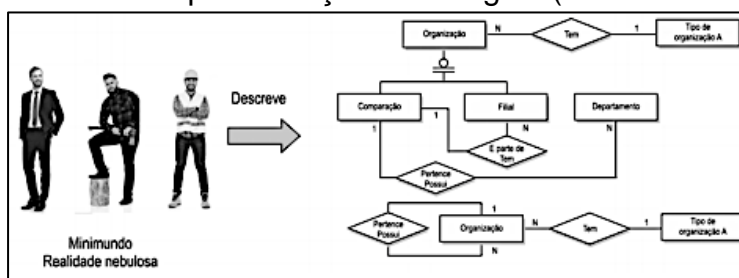 Organização
N
Tem
1
Tipo de
organização A
Descreve
Comparação
Filial
Departamento
1
1
N
N
E parte de
Tem
Pertence
Possui
Minimundo
Realidade nebulosa
Pertence
Possui
1
Organização
N
N
Tem
1
Tipo de
organização A